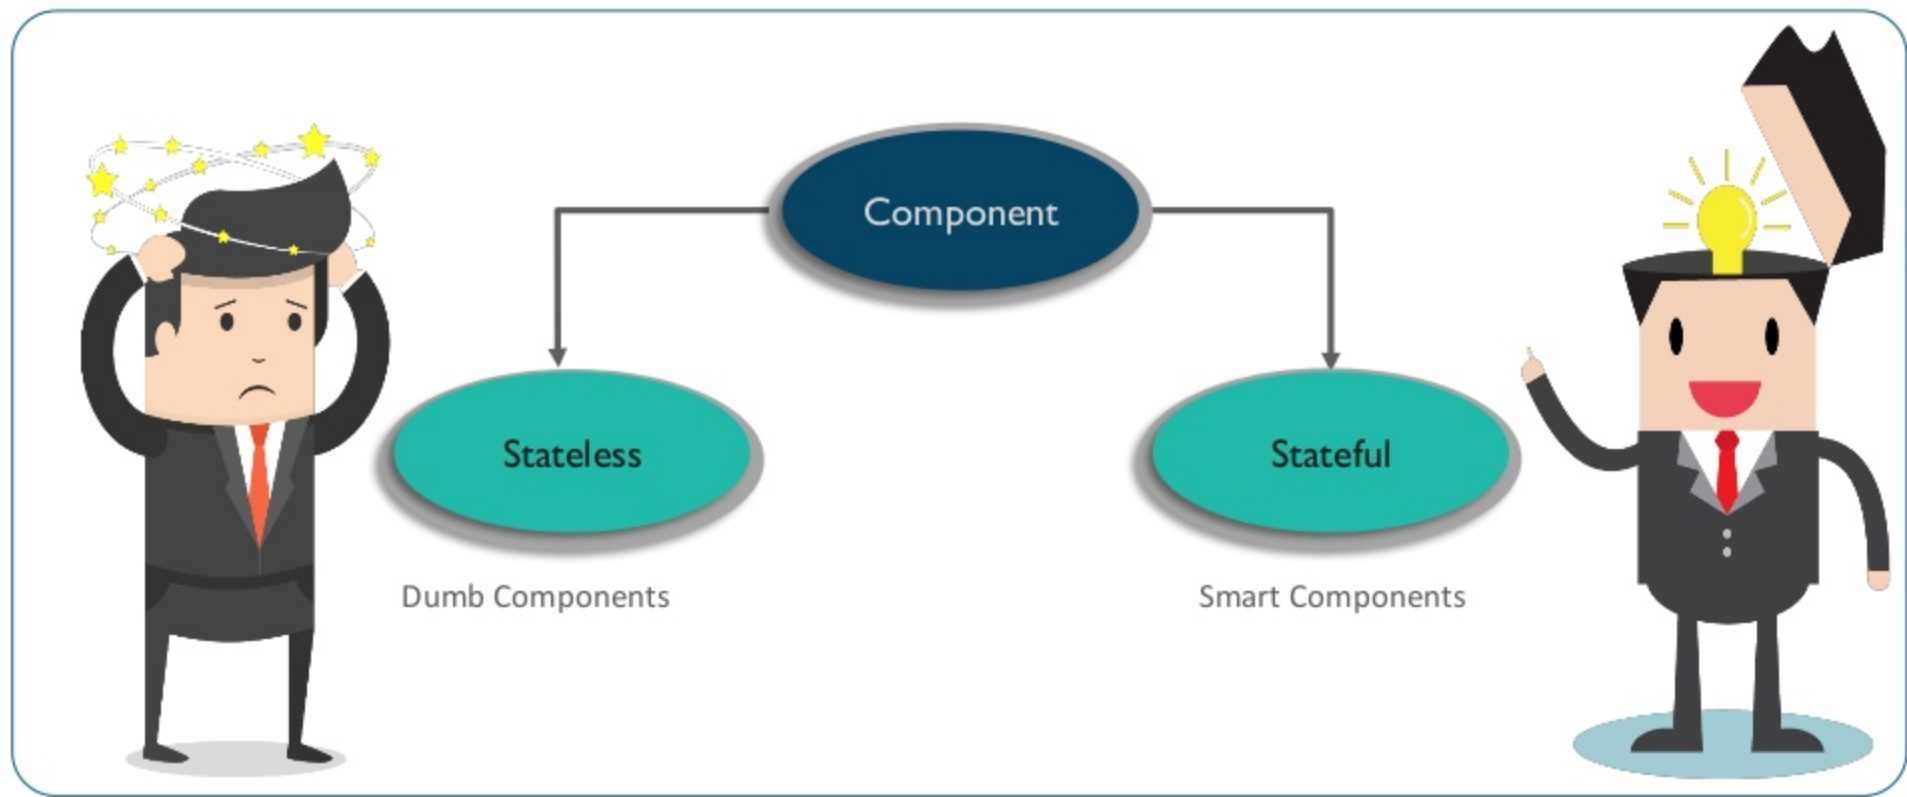 Component
Stateless
Stateful
Dumb Components
Smart Components